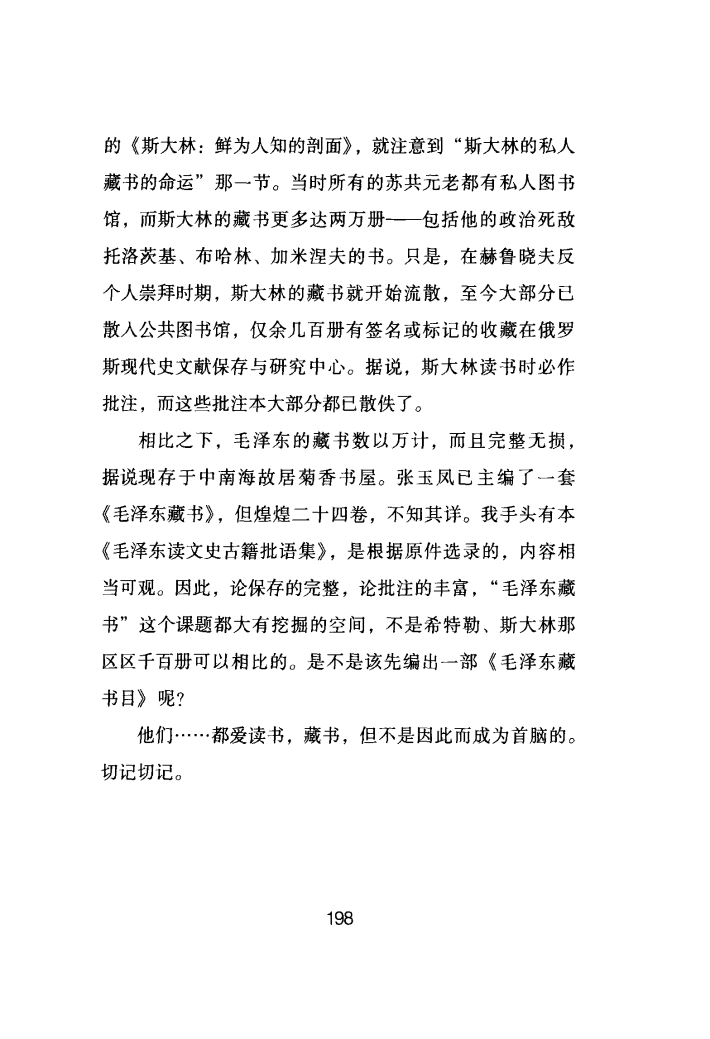 的《斯大林：鲜为人知的剖面》，就注意到“斯大林的私人
藏书的命运”那一节。当时所有的苏共元老都有私人图书
馆，而斯大林的藏书更多达两万册——包括他的政治死敌
托洛茨基、布哈林、加米涅夫的书。只是，在赫鲁晓夫反
个人崇拜时期，斯大林的藏书就开始流散，至今大部分已
散入公共图书馆，仅余几百册有签名或标记的收藏在俄罗
斯现代史文献保存与研究中心。据说，斯大林读书时必作
批注，而这些批注本大部分都已散佚了。
相比之下，毛泽东的藏书数以万计，而且完整无损，
据说现存于中南海故居菊香书屋。张玉凤已主编了一套
《毛泽东藏书》，但煌煌二十四卷，不知其详。我手头有本
《毛泽东读文史古籍批语集》，是根据原件选录的，内容相
当可观。因此，论保存的完整，论批注的丰富，“毛泽东藏
书”这个课题都大有挖掘的空间，不是希特勒、斯大林那
区区千百册可以相比的。是不是该先编出一部《毛泽东藏
书目》呢？
他们……都爱读书，藏书，但不是因此而成为首脑的。
切记切记。
198